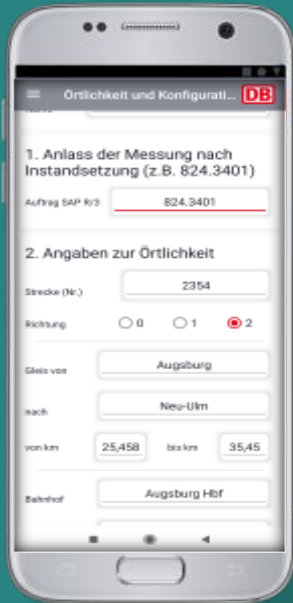 Örtlichkeit und Konfigurati... DB
1. Anlass der Messung nach
Instandsetzung (z.B. 824.3401)
Auftrag SAP R/3 824.3401
2. Angaben zur Örtlichkeit
Strecke (Nr.) 2354
Richtung 0 1 2
Gleis von Augsburg
nach Neu-Ulm
von km 25,458 bis km 35,45
Bahnhof Augsburg Hbf